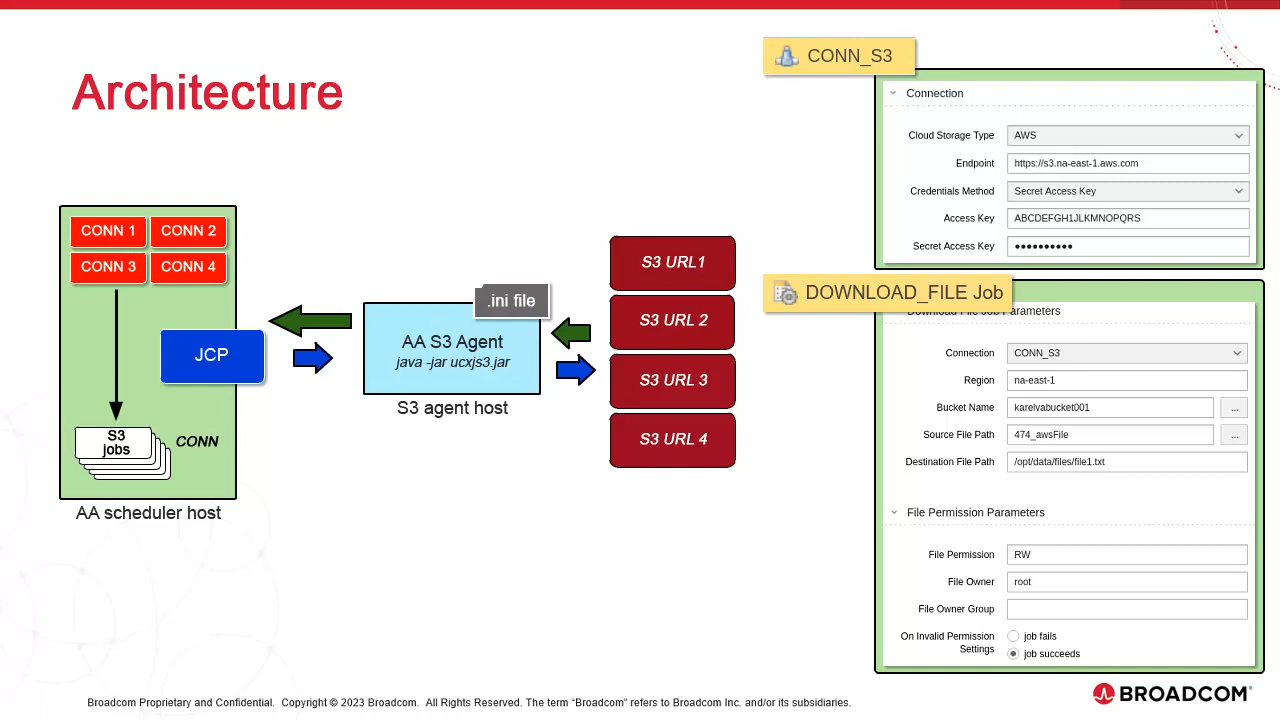 Architecture
CONN 1
CONN 2
CONN 3
CONN 4
JCP
S3
jobs
CONN
AA scheduler host
.ini file
AA S3 Agent
java -jar ucxjs3.jar
S3 agent host
S3 URL1
S3 URL 2
S3 URL 3
S3 URL 4
CONN_S3
Connection
Cloud Storage Type
AWS
Endpoint
https://s3.na-east-1.aws.com
Credentials Method
Secret Access Key
Access Key
ABCDEFGH1JLKMNOPQRS
Secret Access Key
●●●●●●●●●●
DOWNLOAD_FILE Job
Download File Job Parameters
Connection
CONN_S3
Region
na-east-1
Bucket Name
karelvabucket001
...
Source File Path
474_awsFile
...
Destination File Path
/opt/data/files/file1.txt
File Permission Parameters
File Permission
RW
File Owner
root
File Owner Group
On Invalid Permission
Settings
job fails
job succeeds
Broadcom Proprietary and Confidential. Copyright © 2023 Broadcom. All Rights Reserved. The term “Broadcom” refers to Broadcom Inc. and/or its subsidiaries.
BROADCOM®